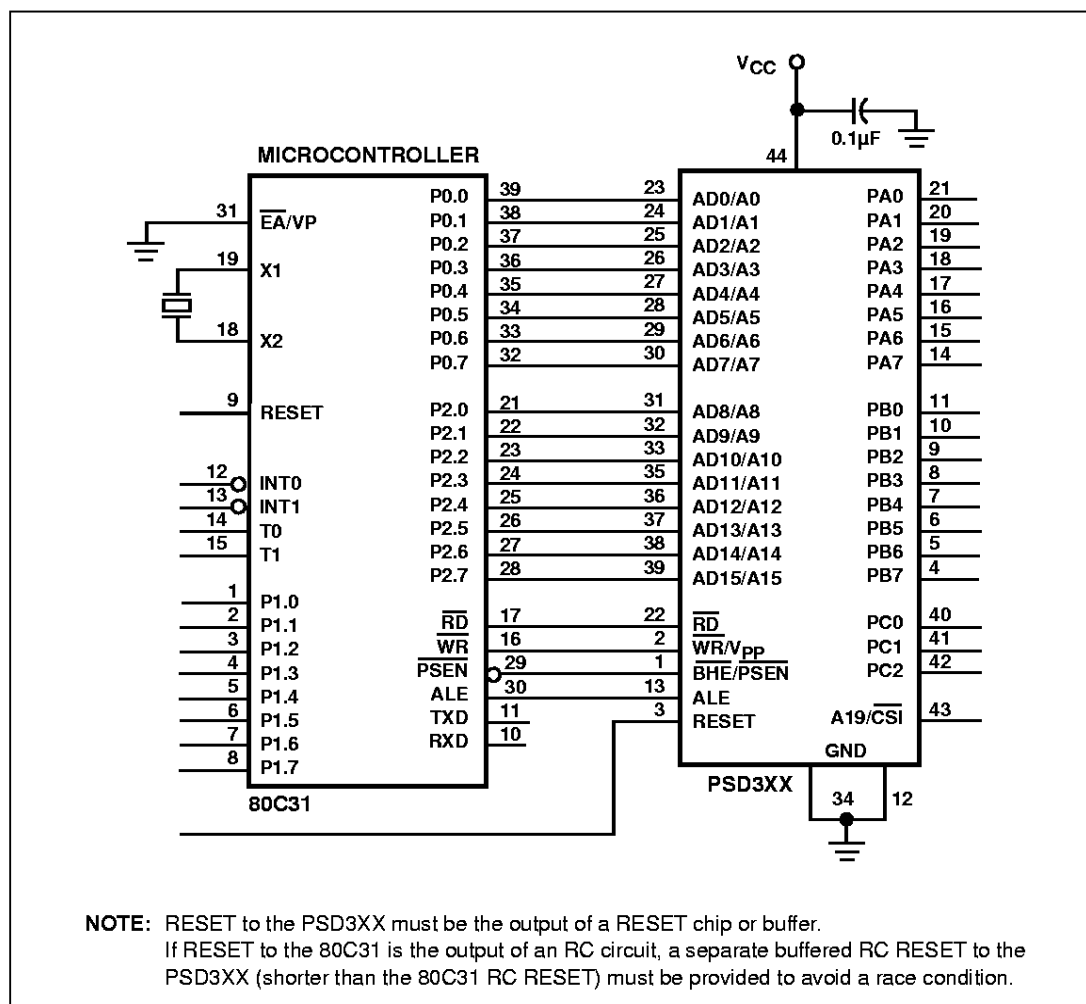 VCC
0.1µF
44
MICROCONTROLLER
31 EA/VP
19 X1
18 X2
9 RESET
12 INT0
13 INT1
14 T0
15 T1
1 P1.0
2 P1.1
3 P1.2
4 P1.3
5 P1.4
6 P1.5
7 P1.6
8 P1.7
P0.0 39
P0.1 38
P0.2 37
P0.3 36
P0.4 35
P0.5 34
P0.6 33
P0.7 32
P2.0 21
P2.1 22
P2.2 23
P2.3 24
P2.4 25
P2.5 26
P2.6 27
P2.7 28
RD 17
WR 16
PSEN 29
ALE 30
TXD 11
RXD 10
80C31
23 AD0/A0
24 AD1/A1
25 AD2/A2
26 AD3/A3
27 AD4/A4
28 AD5/A5
29 AD6/A6
30 AD7/A7
31 AD8/A8
32 AD9/A9
33 AD10/A10
35 AD11/A11
36 AD12/A12
37 AD13/A13
38 AD14/A14
39 AD15/A15
22 RD
2 WR/VPP
1 BHE/PSEN
13 ALE
3 RESET
PA0 21
PA1 20
PA2 19
PA3 18
PA4 17
PA5 16
PA6 15
PA7 14
PB0 11
PB1 10
PB2 9
PB3 8
PB4 7
PB5 6
PB6 5
PB7 4
PC0 40
PC1 41
PC2 42
A19/CSI 43
GND
PSD3XX
34 12
NOTE: RESET to the PSD3XX must be the output of a RESET chip or buffer.
If RESET to the 80C31 is the output of an RC circuit, a separate buffered RC RESET to the
PSD3XX (shorter than the 80C31 RC RESET) must be provided to avoid a race condition.